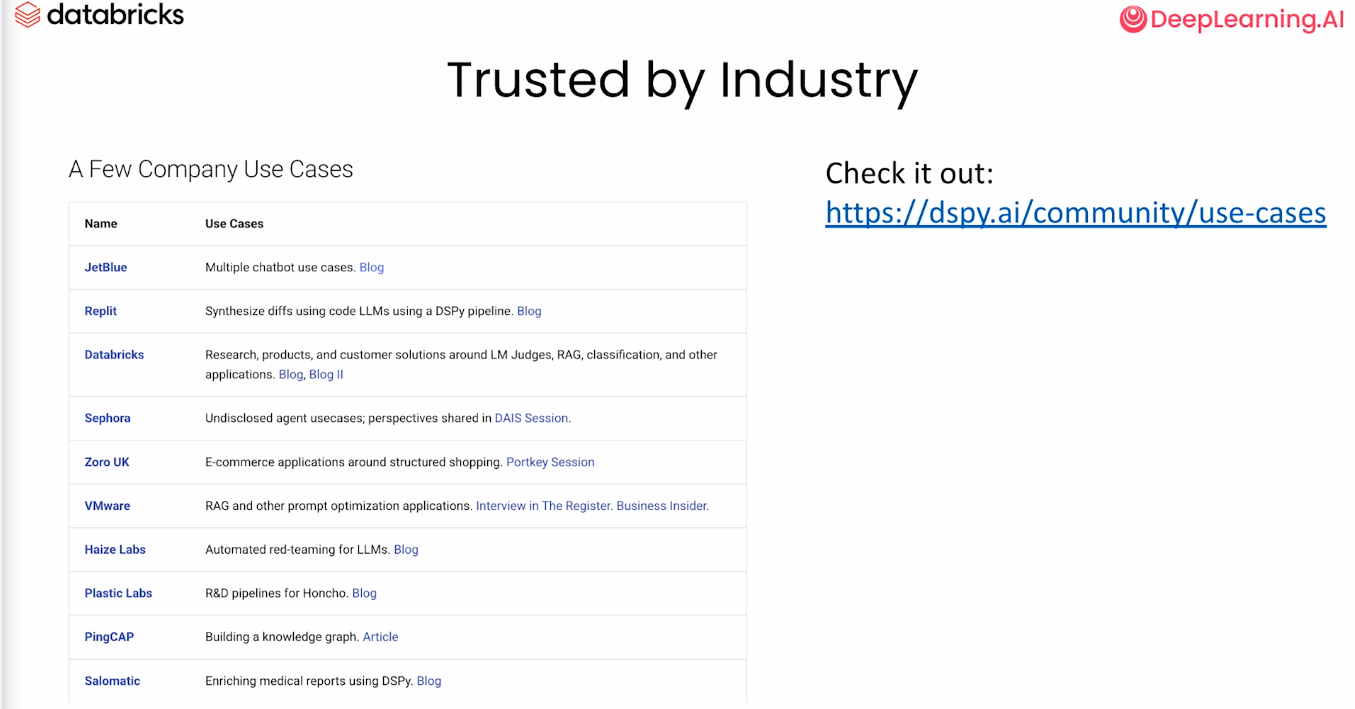 databricks
DeepLearning.AI
Trusted by Industry
A Few Company Use Cases
Name Use Cases
JetBlue Multiple chatbot use cases. Blog
Replit Synthesize diffs using code LLMs using a DSPy pipeline. Blog
Databricks Research, products, and customer solutions around LM Judges, RAG, classification, and other
applications. Blog, Blog II
Sephora Undisclosed agent usecases; perspectives shared in DAIS Session.
Zoro UK E-commerce applications around structured shopping. Portkey Session
VMware RAG and other prompt optimization applications. Interview in The Register. Business Insider.
Haize Labs Automated red-teaming for LLMs. Blog
Plastic Labs R&D pipelines for Honcho. Blog
PingCAP Building a knowledge graph. Article
Salomatic Enriching medical reports using DSPy. Blog
Check it out:
https://dspy.ai/community/use-cases